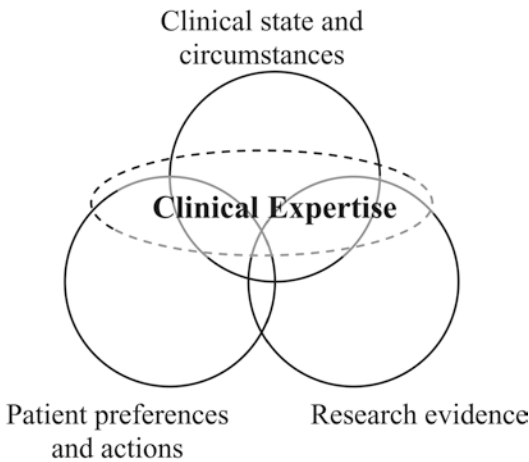 Clinical state and
circumstances
Clinical Expertise
Patient preferences
and actions
Research evidence